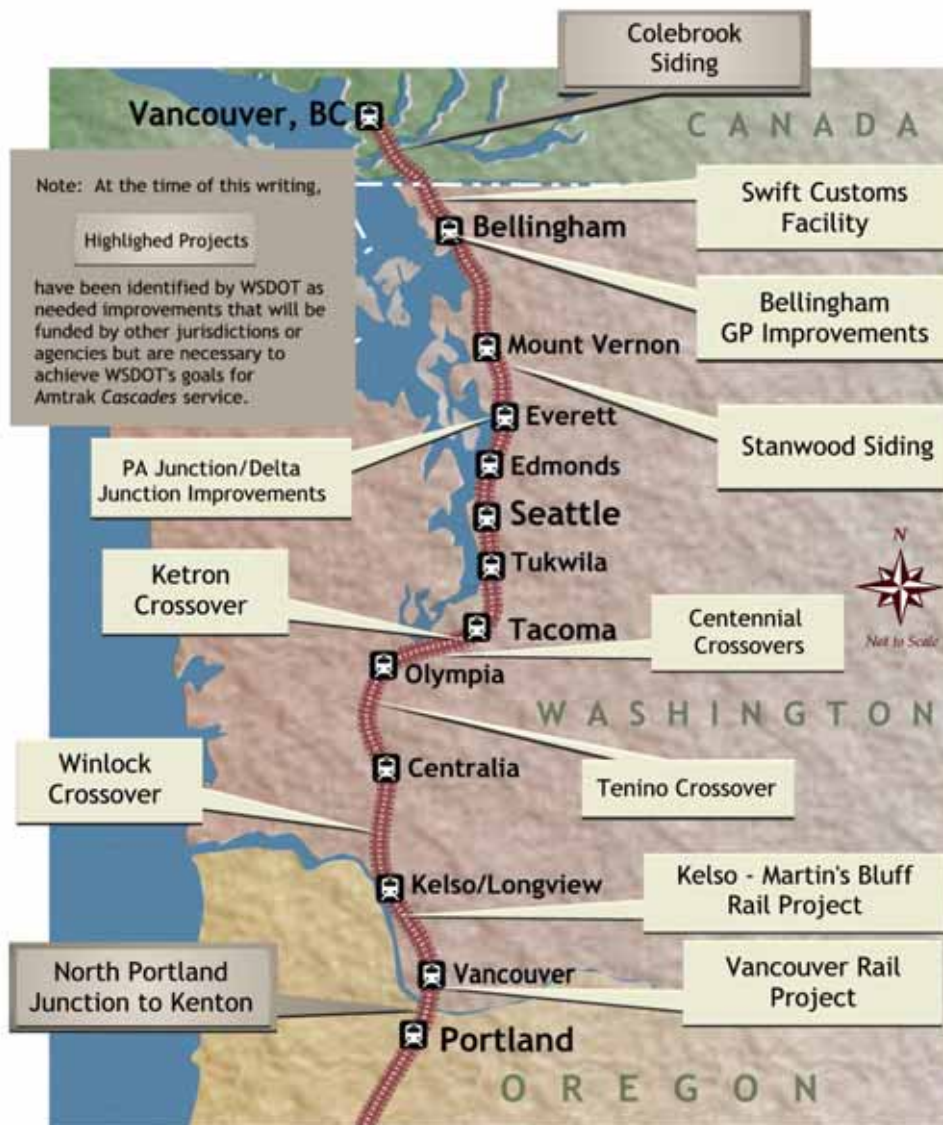 Colebrook
Siding
Vancouver, BC
CANADA
Note: At the time of this writing,
Highlighed Projects
have been identified by WSDOT as
needed improvements that will be
funded by other jurisdictions or
agencies but are necessary to
achieve WSDOT's goals for
Amtrak Cascades service.
Swift Customs
Facility
Bellingham
Bellingham
GP Improvements
Mount Vernon
Everett
Stanwood Siding
PA Junction/Delta
Junction Improvements
Edmonds
Seattle
N
Ketron
Crossover
Tukwila
Not to Scale
Tacoma
Centennial
Crossovers
Olympia
WASHINGTON
Winlock
Crossover
Centralia
Tenino Crossover
Kelso/Longview
Kelso - Martin's Bluff
Rail Project
North Portland
Junction to Kenton
Vancouver
Vancouver Rail
Project
Portland
OREGON